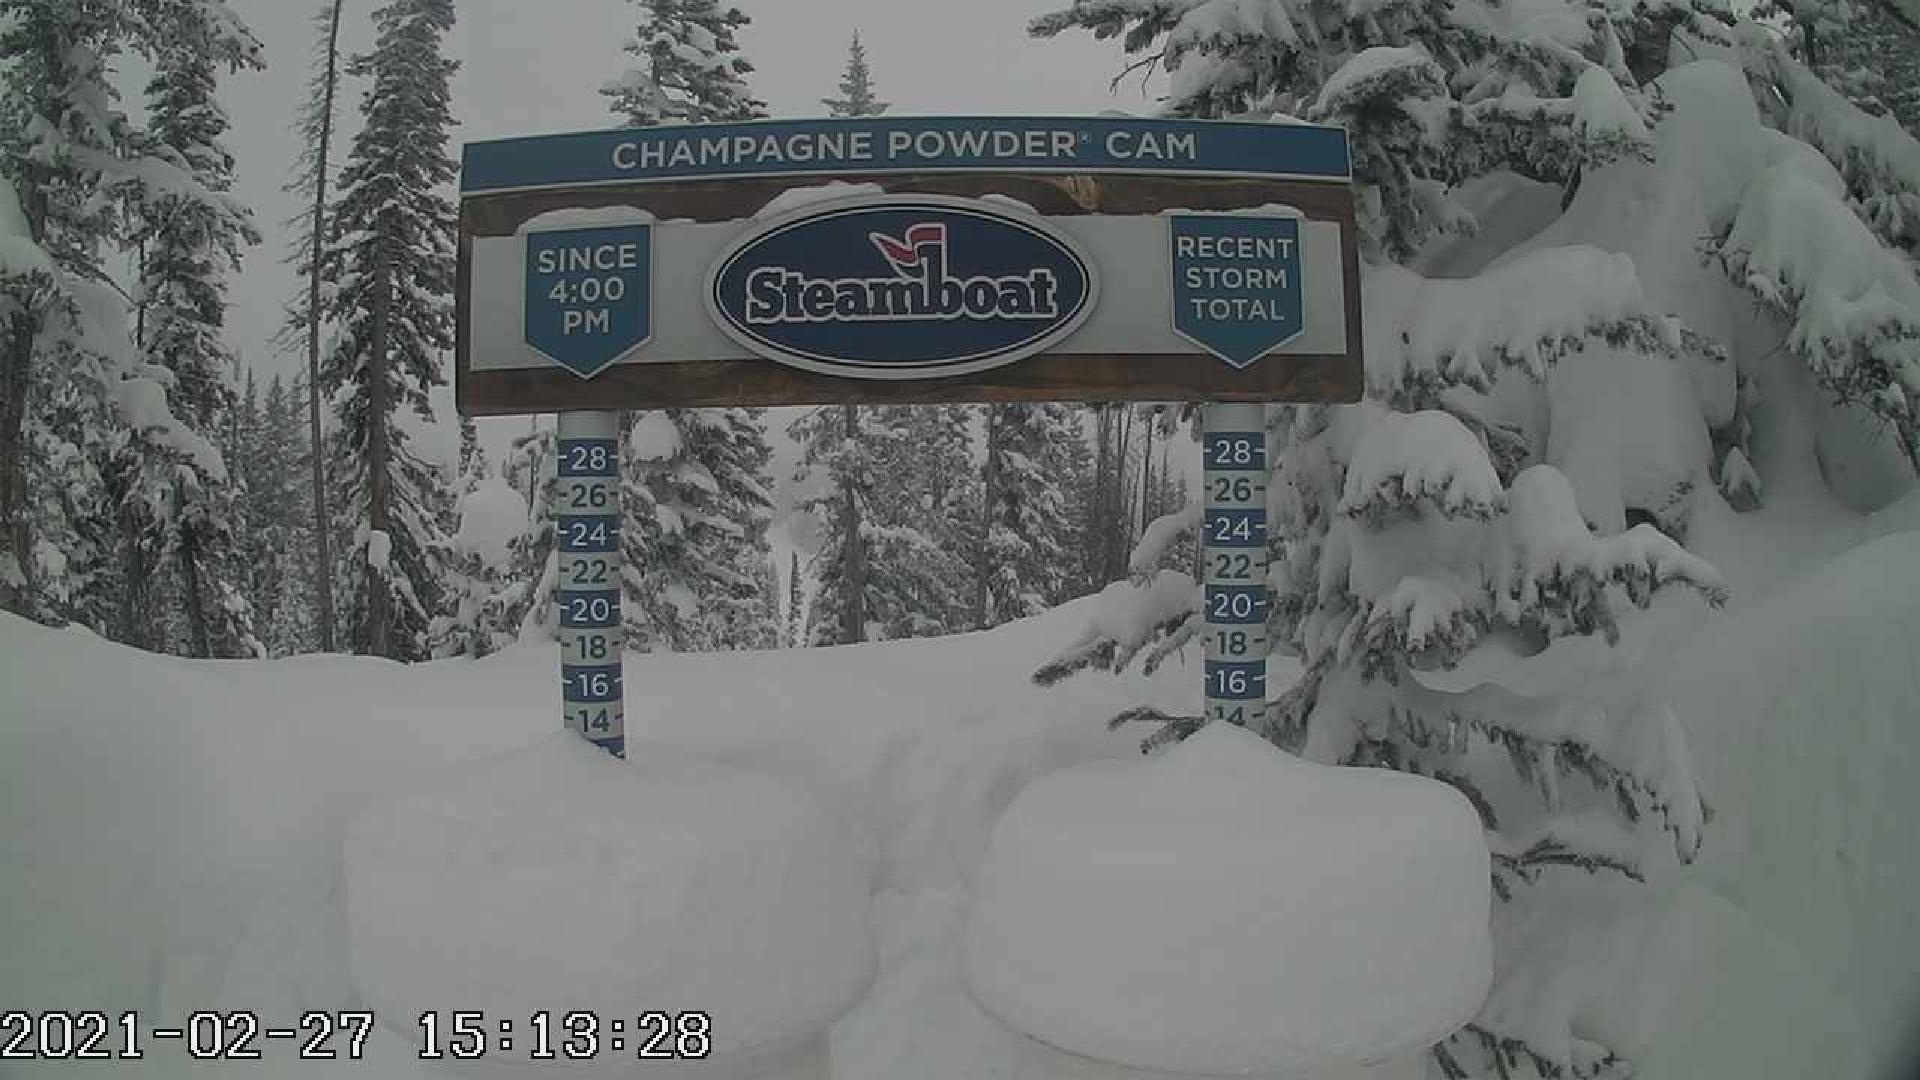 CHAMPAGNE POWDER® CAM
SINCE
4:00
PM
Steamboat
RECENT
STORM
TOTAL
28
26
24
22
20
18
16
14
28
26
24
22
20
18
16
14
2021-02-27 15:13:28